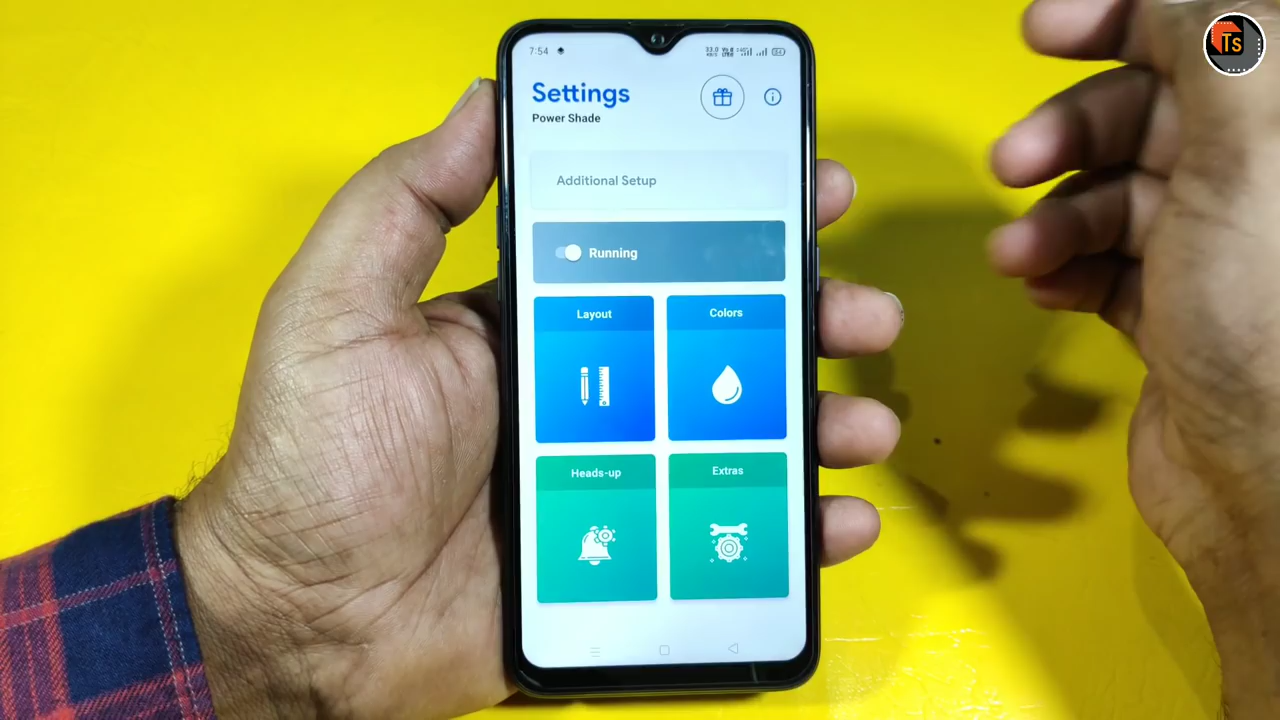 7:54
Settings
Power Shade
Additional Setup
Running
Layout
Colors
Heads-up
Extras
Ts